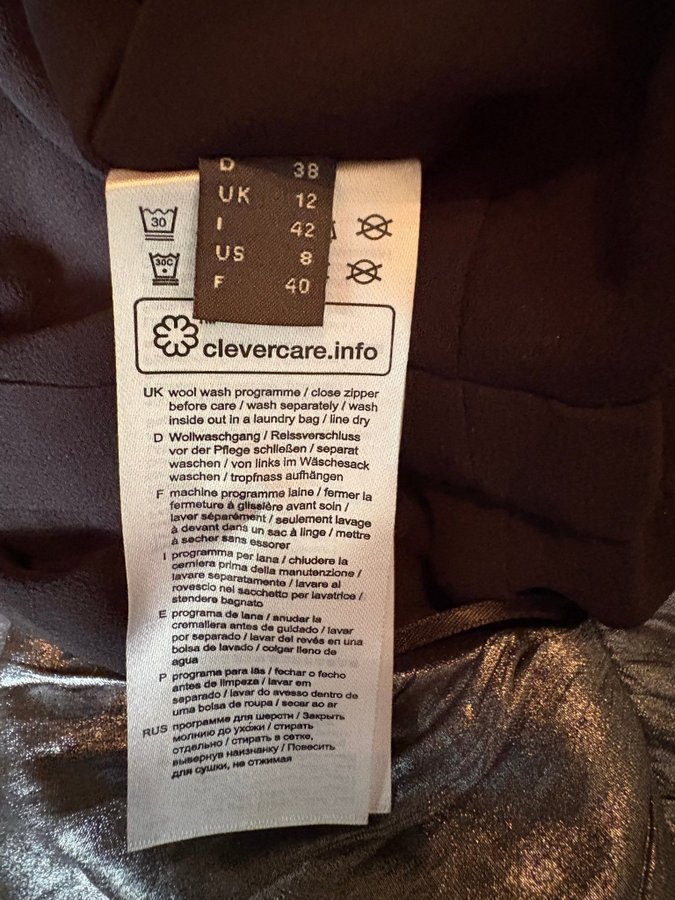 D 38
UK 12
I 42
US 8
F 40
30
30C
clevercare.info
UK wool wash programme / close zipper
before care / wash separately / wash
inside out in a laundry bag / line dry
D Wollwaschgang / Reissverschluss
vor der Pflege schließen / separat
waschen / von links im Wäschesack
waschen / tropfnass aufhängen
F machine programme laine / fermer la
fermeture à glissière avant soin /
laver séparément / seulement lavage
à devant dans un sac à linge / mettre
à secher sans essorer
I programma per lana / chiudere la
cerniera prima della manutenzione /
lavare separatamente / lavare al
rovescio nel sacchetto per lavatrice /
stendere bagnato
E programa de lana / anudar la
cremallera antes de guidado / lavar
por separado / lavar del revés en una
bolsa de lavado / colgar lleno de
agua
P programa para lãs / fechar o fecho
antes de limpeza / lavar em
separado / lavar do avesso dentro de
uma bolsa de roupa / secar ao ar
RUS программе для шерсти / Закрыть
молнию до ухожи / стирать
отдельно / стирать в сетке,
вывернув наизнанку / Повесить
для сушки, не отжимая